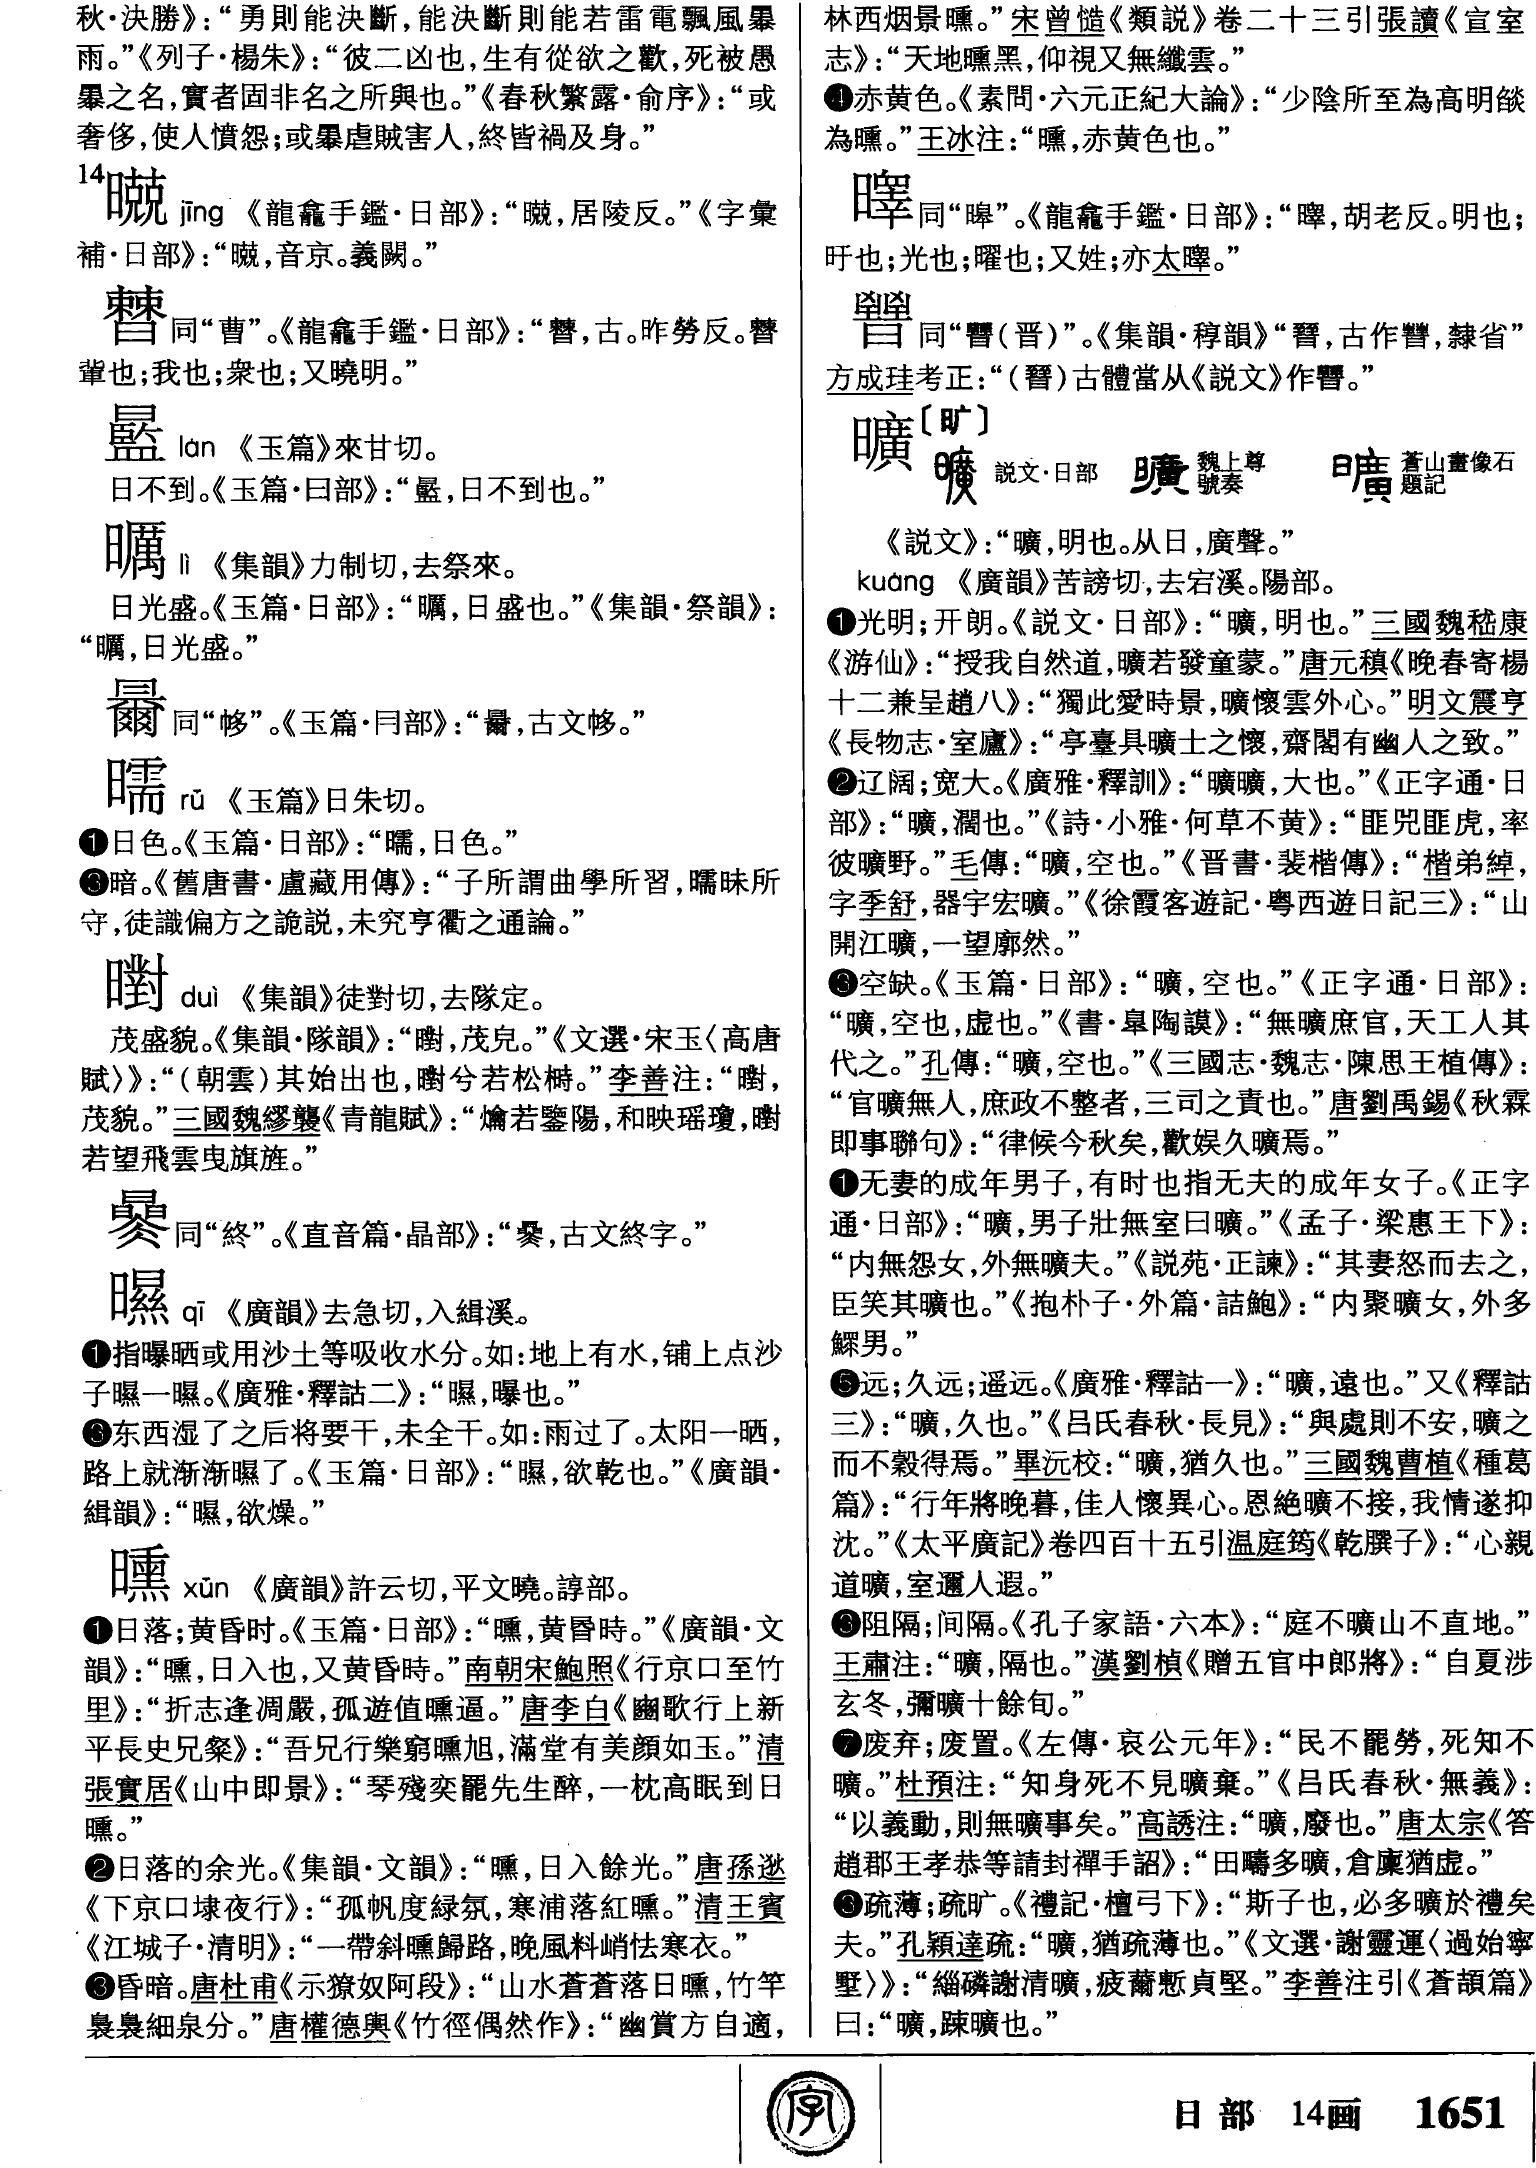 秋·決勝》：“勇則能決斷，能決斷則能若雷電飄風暴
雨。”《列子·楊朱》：“彼二凶也，生有從欲之歡，死被愚
暴之名，實者固非名之所與也。”《春秋繁露·俞序》：“或
奢侈，使人憤怨；或暴虐賊害人，終皆禍及身。”
14 jīng 《龍龕手鑑·日部》：“，居陵反。”《字彙
補·日部》：“，音京。義闕。”
同“曹”。《龍龕手鑑·日部》：“，古。昨勞反。
輩也；我也；衆也；又曉明。”
lán 《玉篇》來甘切。
日不到。《玉篇·日部》：“，日不到也。”
曞 lì 《集韻》力制切，去祭來。
日光盛。《玉篇·日部》：“曞，日盛也。”《集韻·祭韻》：
“曞，日光盛。”
同“㡅”。《玉篇·冃部》：“，古文㡅。”
曘 rú 《玉篇》日朱切。
❶日色。《玉篇·日部》：“曘，日色。”
❸暗。《舊唐書·盧藏用傳》：“子所謂曲學所習，曘昧所
守，徒識偏方之詭説，未究亨衢之通論。”
㬣 duì 《集韻》徒對切，去隊定。
茂盛貌。《集韻·隊韻》：“㬣，茂皃。”《文選·宋玉〈高唐
賦〉》：“(朝雲)其始出也，㬣兮若松榯。”李善注：“㬣，
茂貌。”三國魏繆襲《青龍賦》：“爚若鑒陽，和映瑶瓊，㬣
若望飛雲曳旗旌。”
同“終”。《直音篇·晶部》：“，古文終字。”
㬤 qī 《廣韻》去急切，入緝溪。
❶指曝晒或用沙土等吸收水分。如：地上有水，铺上点沙
子㬤一㬤。《廣雅·釋詁二》：“㬤，曝也。”
❸东西湿了之后将要干，未全干。如：雨过了。太阳一晒，
路上就渐渐㬤了。《玉篇·日部》：“㬤，欲乾也。”《廣韻·
緝韻》：“㬤，欲燥。”
曛 xūn 《廣韻》許云切，平文曉。諄部。
❶日落；黄昏时。《玉篇·日部》：“曛，黄昬時。”《廣韻·文
韻》：“曛，日入也，又黄昏時。”南朝宋鮑照《行京口至竹
里》：“折志逢凋嚴，孤遊值曛逼。”唐李白《豳歌行上新
平長史兄粲》：“吾兄行樂窮曛旭，滿堂有美顔如玉。”清
張實居《山中即景》：“琴殘奕罷先生醉，一枕高眠到日
曛。”
❷日落的余光。《集韻·文韻》：“曛，日入餘光。”唐孫逖
《下京口埭夜行》：“孤帆度緑氛，寒浦落紅曛。”清王賓
《江城子·清明》：“一帶斜曛歸路，晚風料峭怯寒衣。”
❸昏暗。唐杜甫《示獠奴阿段》：“山水蒼蒼落日曛，竹竿
裊裊細泉分。”唐權德輿《竹徑偶然作》：“幽賞方自適，
林西烟景曛。”宋曾慥《類説》卷二十三引張讀《宣室
志》：“天地曛黑，仰視又無纖雲。”
❹赤黄色。《素問·六元正紀大論》：“少陰所至為高明燄
為曛。”王冰注：“曛，赤黄色也。”
同“皞”。《龍龕手鑑·日部》：“，胡老反。明也；
旴也；光也；曜也；又姓；亦太。”
同“(晋)”。《集韻·稕韻》“晉，古作，隸省”
方成珪考正：“(晉)古體當从《説文》作。”
曠〔旷〕
説文·日部 魏上尊號奏 蒼山畫像石題記
《説文》：“曠，明也。从日，廣聲。”
kuàng 《廣韻》苦謗切，去宕溪。陽部。
❶光明；开朗。《説文·日部》：“曠，明也。”三國魏嵇康
《游仙》：“授我自然道，曠若發童蒙。”唐元稹《晚春寄楊
十二兼呈趙八》：“獨此愛時景，曠懷雲外心。”明文震亨
《長物志·室廬》：“亭臺具曠士之懷，齋閣有幽人之致。”
❷辽阔；宽大。《廣雅·釋訓》：“曠曠，大也。”《正字通·日
部》：“曠，濶也。”《詩·小雅·何草不黄》：“匪兕匪虎，率
彼曠野。”毛傳：“曠，空也。”《晋書·裴楷傳》：“楷弟綽，
字季舒，器宇宏曠。”《徐霞客遊記·粤西遊日記三》：“山
開江曠，一望廓然。”
❸空缺。《玉篇·日部》：“曠，空也。”《正字通·日部》：
“曠，空也，虚也。”《書·皐陶謨》：“無曠庶官，天工人其
代之。”孔傳：“曠，空也。”《三國志·魏志·陳思王植傳》：
“官曠無人，庶政不整者，三司之責也。”唐劉禹錫《秋霖
即事聯句》：“律候今秋矣，歡娱久曠焉。”
❶无妻的成年男子，有时也指无夫的成年女子。《正字
通·日部》：“曠，男子壯無室曰曠。”《孟子·梁惠王下》：
“内無怨女，外無曠夫。”《説苑·正諫》：“其妻怒而去之，
臣笑其曠也。”《抱朴子·外篇·詰鮑》：“内聚曠女，外多
鰥男。”
❺远；久远；遥远。《廣雅·釋詁一》：“曠，遠也。”又《釋詁
三》：“曠，久也。”《吕氏春秋·長見》：“與處則不安，曠之
而不穀得焉。”畢沅校：“曠，猶久也。”三國魏曹植《種葛
篇》：“行年將晚暮，佳人懷異心。恩絶曠不接，我情遂抑
沈。”《太平廣記》卷四百十五引温庭筠《乾𦠆子》：“心親
道曠，室邇人遐。”
❸阻隔；间隔。《孔子家語·六本》：“庭不曠山不直地。”
王肅注：“曠，隔也。”漢劉楨《贈五官中郎將》：“自夏涉
玄冬，彌曠十餘旬。”
❼废弃；废置。《左傳·哀公元年》：“民不罷勞，死知不
曠。”杜預注：“知身死不見曠棄。”《吕氏春秋·無義》：
“以義動，則無曠事矣。”高誘注：“曠，廢也。”唐太宗《答
趙郡王孝恭等請封禪手詔》：“田疇多曠，倉廩猶虚。”
❸疏薄；疏旷。《禮記·檀弓下》：“斯子也，必多曠於禮矣
夫。”孔穎達疏：“曠，猶疏薄也。”《文選·謝靈運〈過始寧
墅〉》：“緇磷謝清曠，疲薾慙貞堅。”李善注引《蒼頡篇》
曰：“曠，踈曠也。”
字
日部 14画 1651